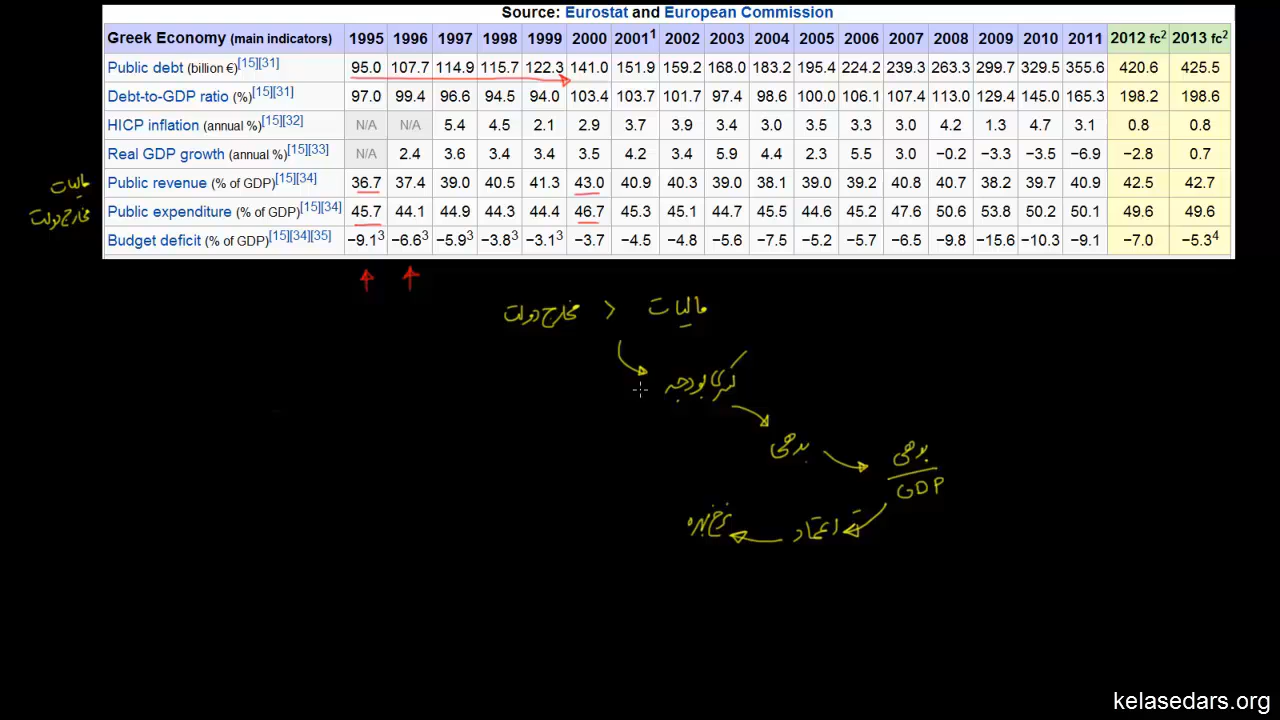 Source: Eurostat and European Commission
Greek Economy (main indicators) 1995 1996 1997 1998 1999 2000 2001¹ 2002 2003 2004 2005 2006 2007 2008 2009 2010 2011 2012 fc² 2013 fc²
Public debt (billion €)[15][31] 95.0 107.7 114.9 115.7 122.3 141.0 151.9 159.2 168.0 183.2 195.4 224.2 239.3 263.3 299.7 329.5 355.6 420.6 425.5
Debt-to-GDP ratio (%)[15][31] 97.0 99.4 96.6 94.5 94.0 103.4 103.7 101.7 97.4 98.6 100.0 106.1 107.4 113.0 129.4 145.0 165.3 198.2 198.6
HICP inflation (annual %)[15][32] N/A N/A 5.4 4.5 2.1 2.9 3.7 3.9 3.4 3.0 3.5 3.3 3.0 4.2 1.3 4.7 3.1 0.8 0.8
Real GDP growth (annual %)[15][33] N/A 2.4 3.6 3.4 3.4 3.5 4.2 3.4 5.9 4.4 2.3 5.5 3.0 −0.2 −3.3 −3.5 −6.9 −2.8 0.7
مالیات Public revenue (% of GDP)[15][34] 36.7 37.4 39.0 40.5 41.3 43.0 40.9 40.3 39.0 38.1 39.0 39.2 40.8 40.7 38.2 39.7 40.9 42.5 42.7
مخارج دولت Public expenditure (% of GDP)[15][34] 45.7 44.1 44.9 44.3 44.4 46.7 45.3 45.1 44.7 45.5 44.6 45.2 47.6 50.6 53.8 50.2 50.1 49.6 49.6
Budget deficit (% of GDP)[15][34][35] −9.1³ −6.6³ −5.9³ −3.8³ −3.1³ −3.7 −4.5 −4.8 −5.6 −7.5 −5.2 −5.7 −6.5 −9.8 −15.6 −10.3 −9.1 −7.0 −5.3⁴
مالیات < مخارج دولت
کسری بودجه
بدهی
بدهی
GDP
اعتماد
نرخ بهره
kelasedars.org